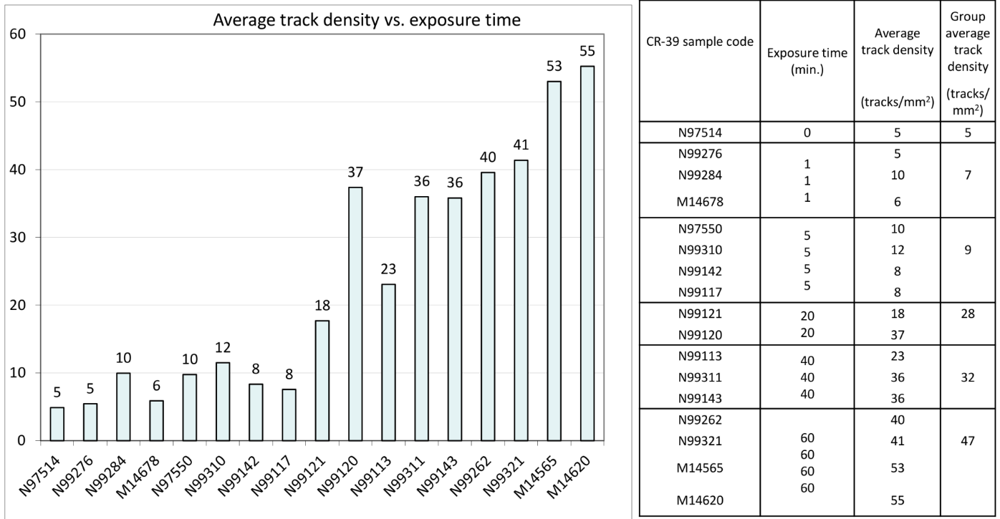 Average track density vs. exposure time
60
50
40
30
20
10
0
5
5
10
6
10
12
8
8
18
37
23
36
36
40
41
53
55
N97514
N99276
N99284
M14678
N97550
N99310
N99142
N99117
N99121
N99120
N99113
N99311
N99143
N99262
N99321
M14565
M14620
CR-39 sample code
Exposure time
(min.)
Average
track density
(tracks/mm²)
Group
average
track
density
(tracks/
mm²)
N97514 0 5 5
N99276 1 5
N99284 1 10 7
M14678 1 6
N97550 5 10
N99310 5 12 9
N99142 5 8
N99117 5 8
N99121 20 18 28
N99120 20 37
N99113 40 23
N99311 40 36 32
N99143 40 36
N99262 60 40
N99321 60 41 47
M14565 60 53
M14620 60 55